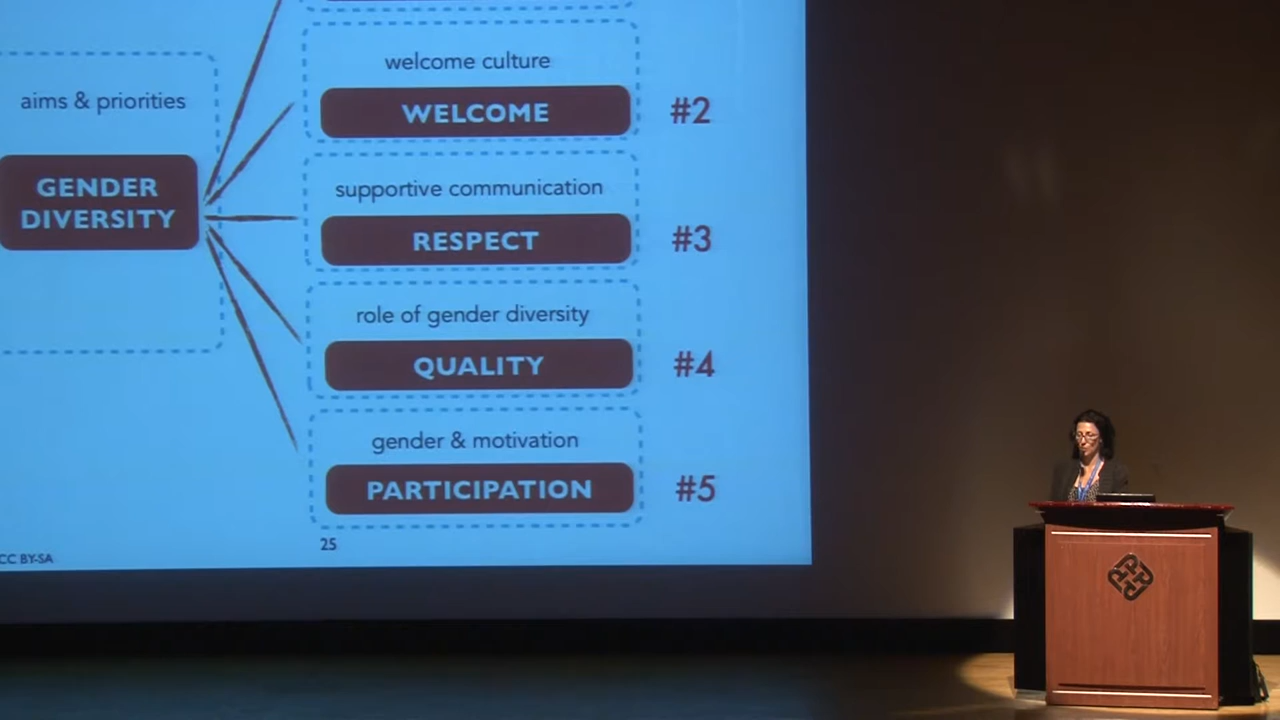 aims & priorities
GENDER
DIVERSITY
welcome culture
WELCOME
#2
supportive communication
RESPECT
#3
role of gender diversity
QUALITY
#4
gender & motivation
PARTICIPATION
#5
CC BY-SA
25